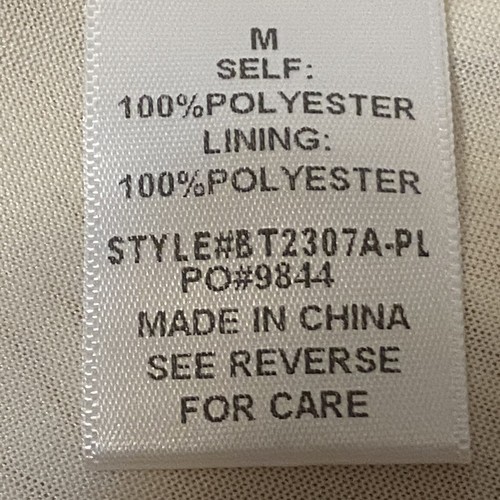 M
SELF:
100%POLYESTER
LINING:
100%POLYESTER
STYLE#BT2307A-PL
PO#9844
MADE IN CHINA
SEE REVERSE
FOR CARE